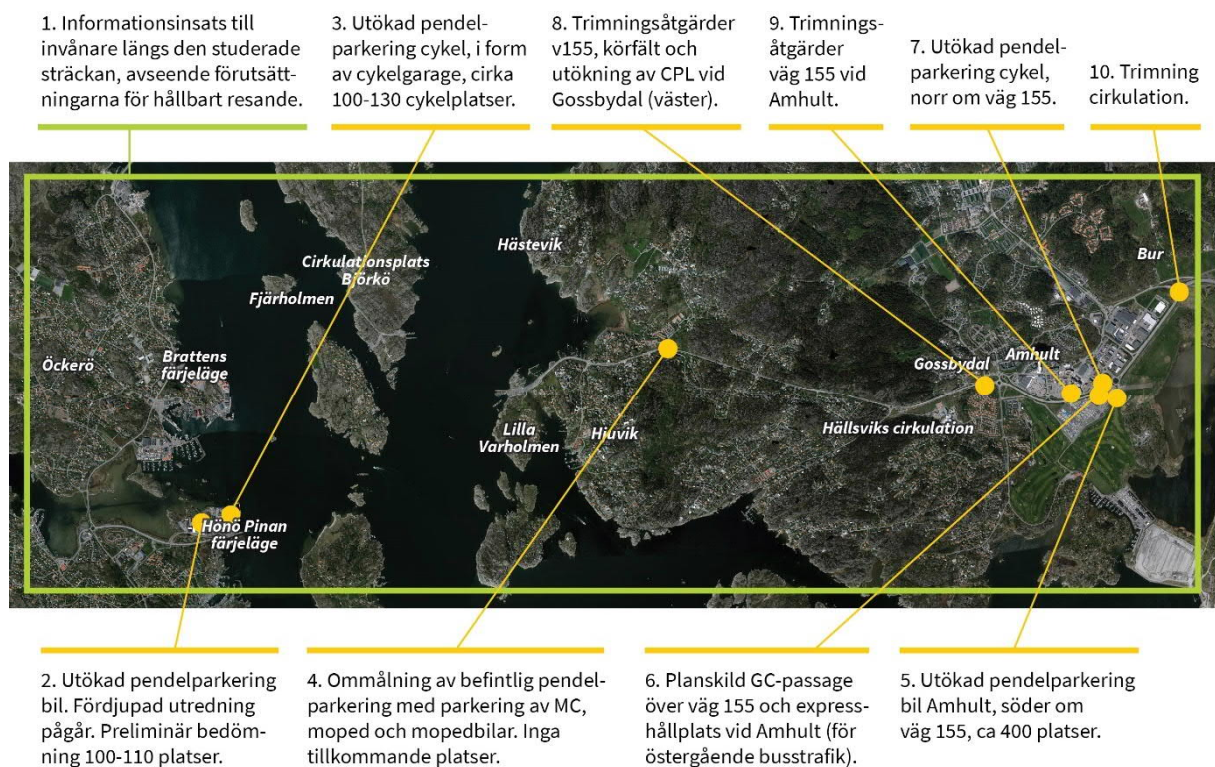 1. Informationsinsats till
invånare längs den studerade
sträckan, avseende förutsätt-
ningarna för hållbart resande.
3. Utökad pendel-
parkering cykel, i form
av cykelgarage, cirka
100-130 cykelplatser.
8. Trimningsåtgärder
v155, körfält och
utökning av CPL vid
Gossbydal (väster).
9. Trimnings-
åtgärder
väg 155 vid
Amhult.
7. Utökad pendel-
parkering cykel,
norr om väg 155.
10. Trimning
cirkulation.
Hästevik
Bur
Cirkulationsplats
Björkö
Fjärholmen
Öckerö
Brattens
färjeläge
Gossbydal
Amhult
Lilla
Varholmen
Hjuvik
Hällsviks cirkulation
Hönö Pinan
färjeläge
2. Utökad pendelparkering
bil. Fördjupad utredning
pågår. Preliminär bedöm-
ning 100-110 platser.
4. Ommålning av befintlig pendel-
parkering med parkering av MC,
moped och mopedbilar. Inga
tillkommande platser.
6. Planskild GC-passage
över väg 155 och express-
hållplats vid Amhult (för
östergående busstrafik).
5. Utökad pendelparkering
bil Amhult, söder om
väg 155, ca 400 platser.